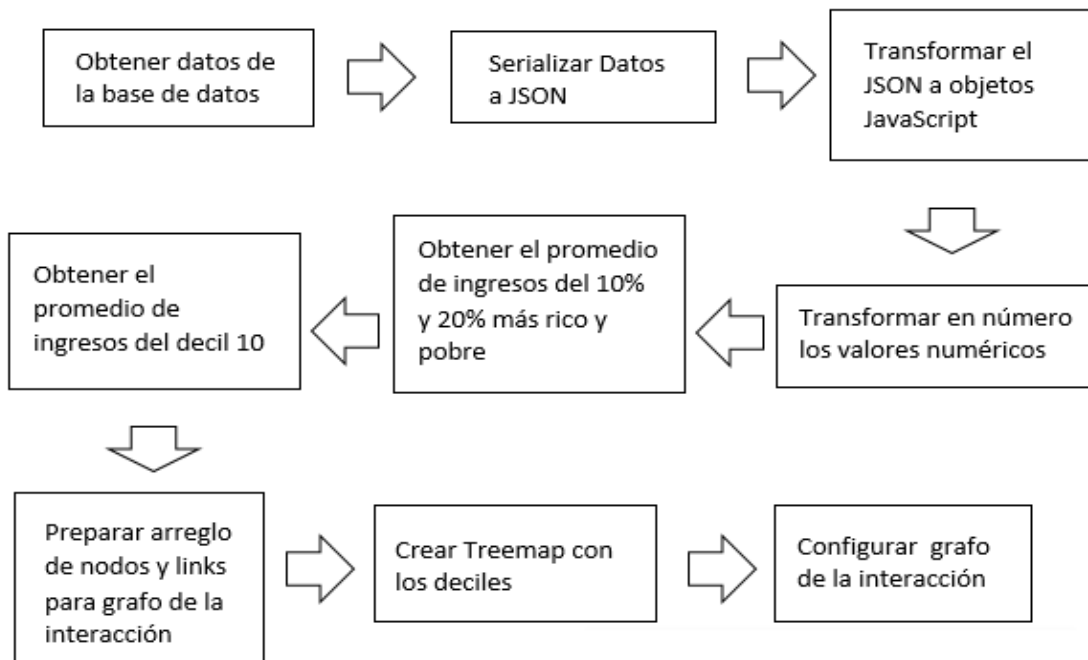 Obtener datos de
la base de datos
Serializar Datos
a JSON
Transformar el
JSON a objetos
JavaScript
Transformar en número
los valores numéricos
Obtener el promedio
de ingresos del 10%
y 20% más rico y
pobre
Obtener el
promedio de
ingresos del decil 10
Preparar arreglo
de nodos y links
para grafo de la
interacción
Crear Treemap con
los deciles
Configurar grafo
de la interacción